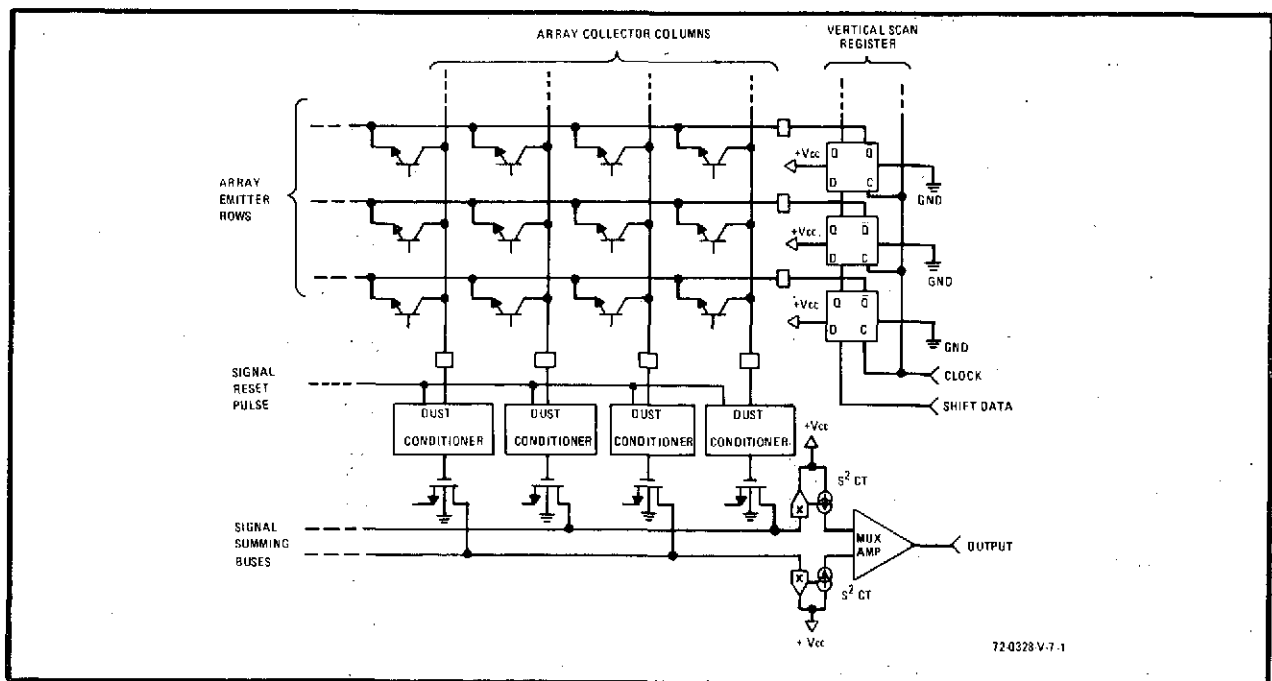 ARRAY COLLECTOR COLUMNS
VERTICAL SCAN
REGISTER
ARRAY
EMITTER
ROWS
+Vcc
Q Q̄
D C
GND
+Vcc
Q Q̄
D C
GND
+Vcc
Q Q̄
D C
GND
CLOCK
SHIFT DATA
SIGNAL
RESET
PULSE
DUST
CONDITIONER
DUST
CONDITIONER
DUST
CONDITIONER
DUST
CONDITIONER
+Vcc
S² CT
X
SIGNAL
SUMMING
BUSES
MUX
AMP
OUTPUT
X
S² CT
+ Vcc
72-0328-V-7-1